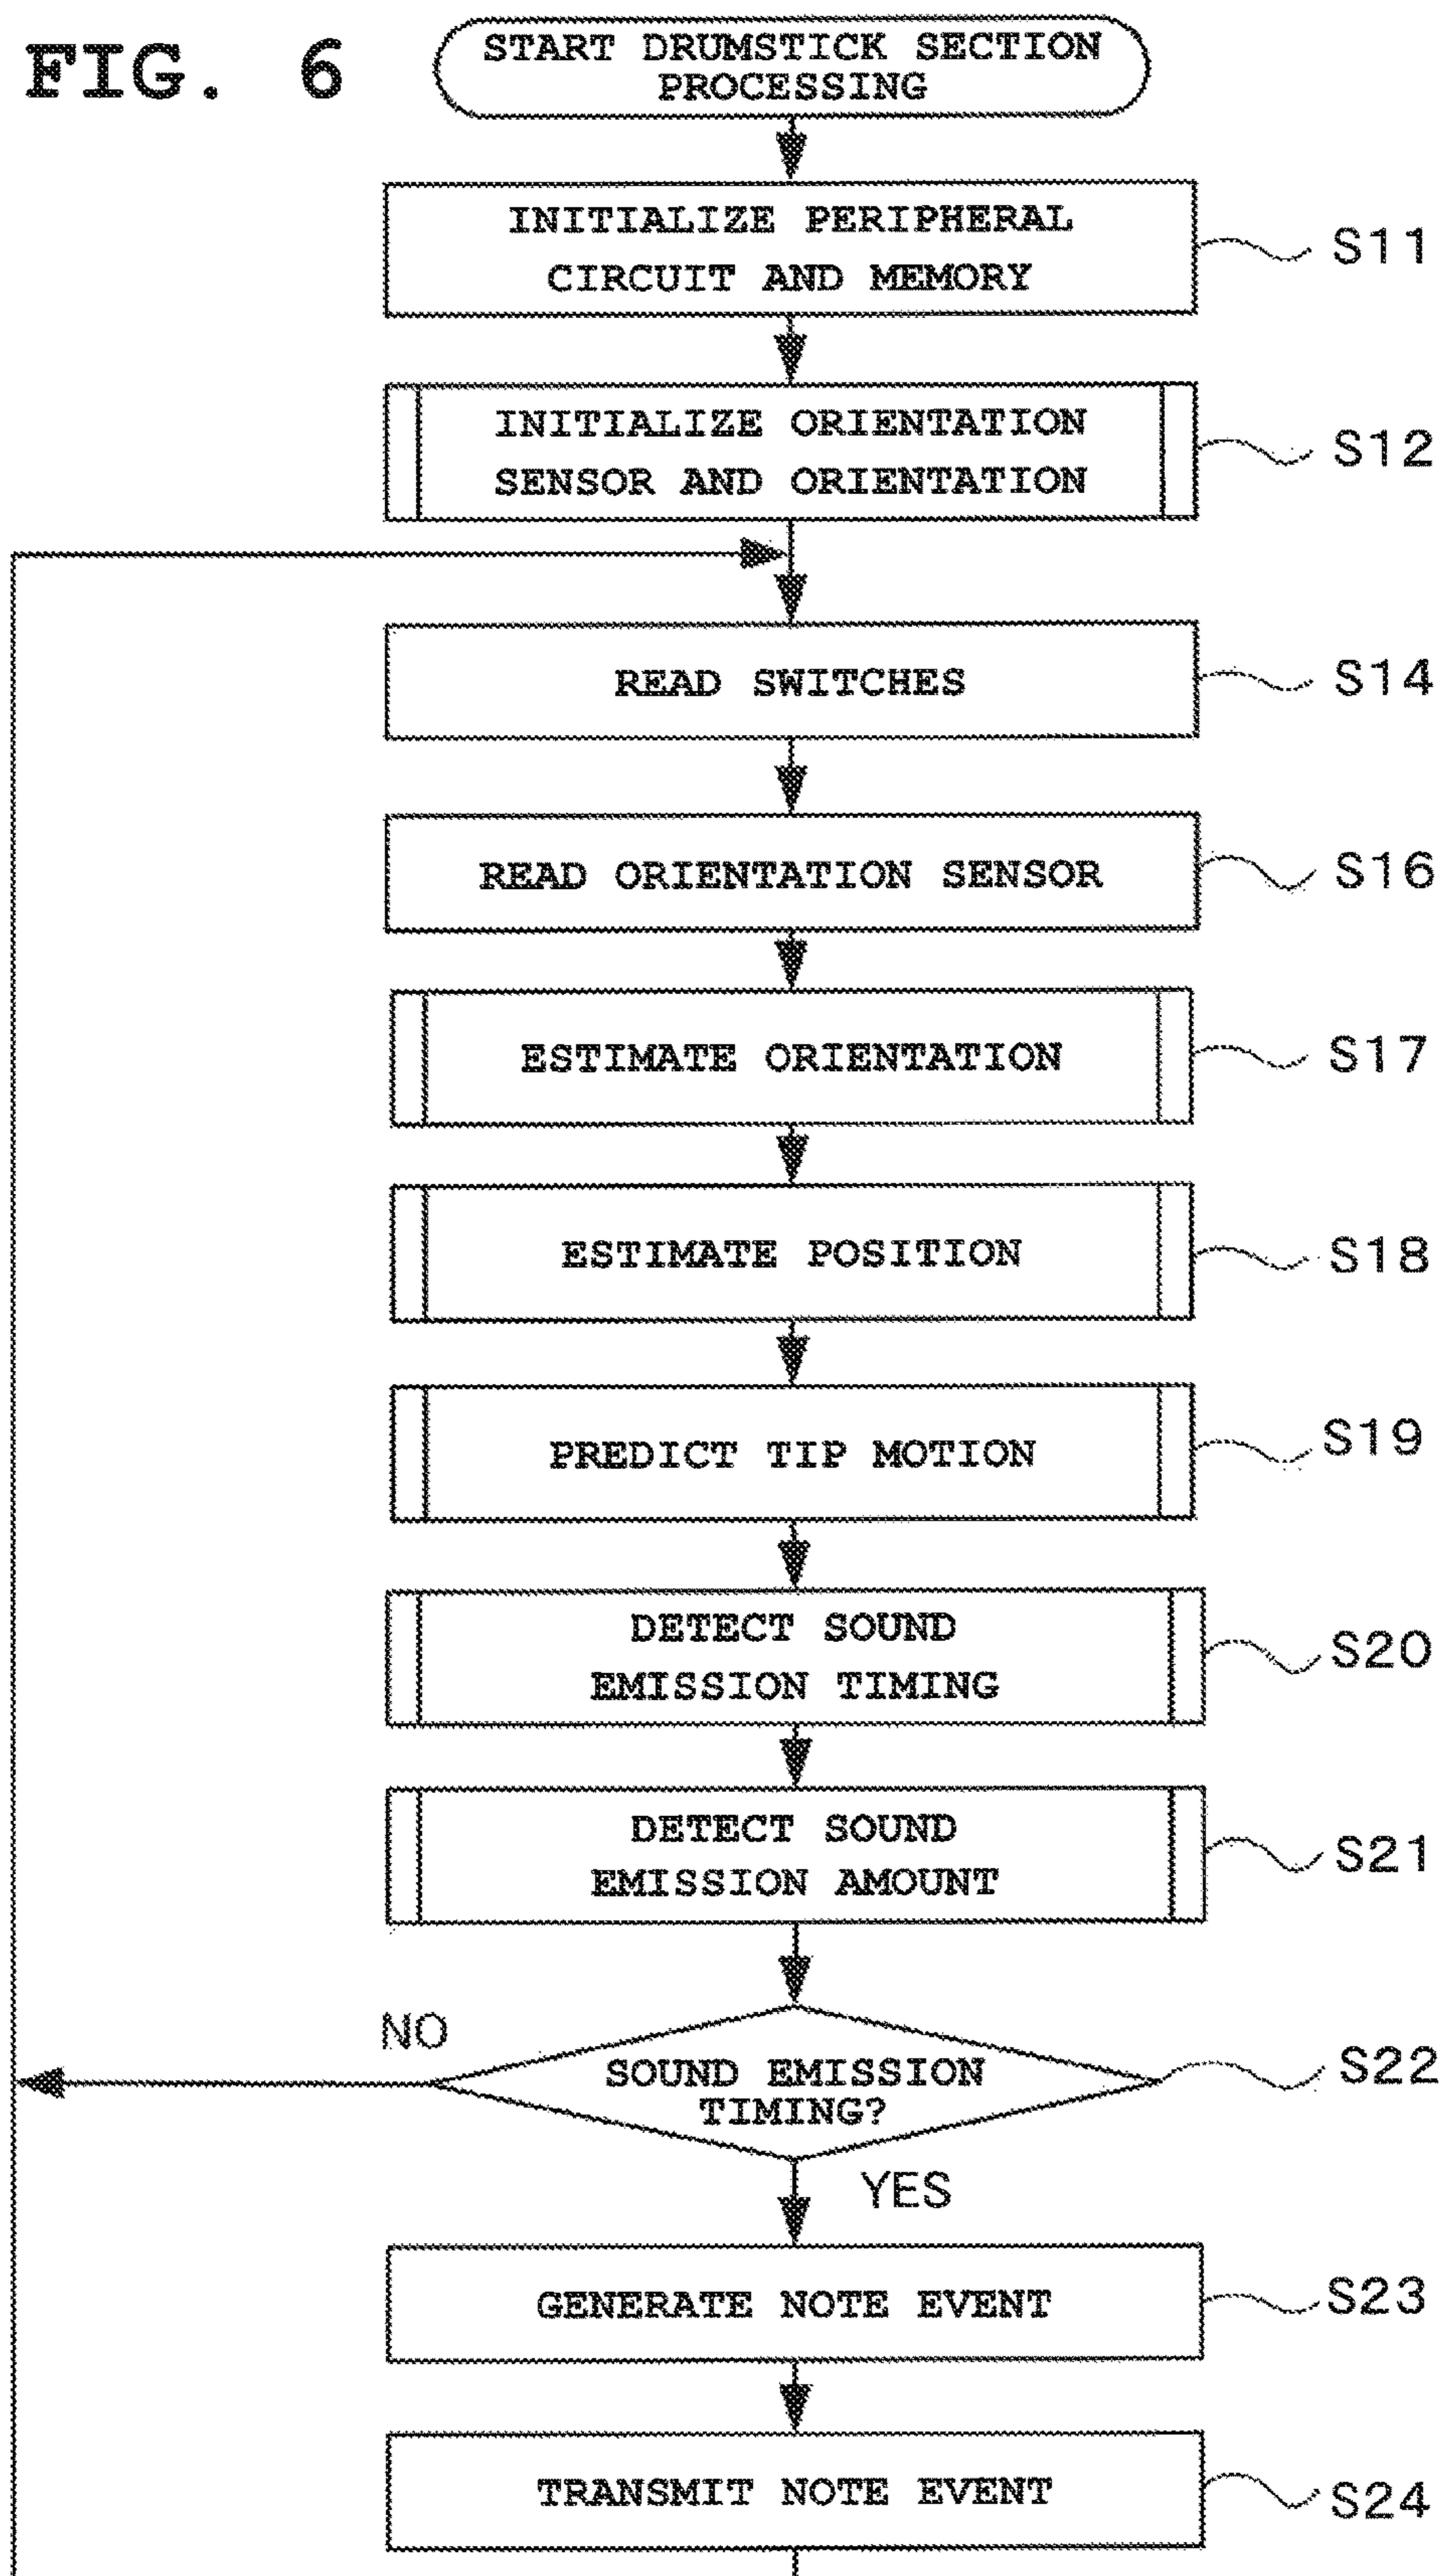 FIG. 6
START DRUMSTICK SECTION
PROCESSING
INITIALIZE PERIPHERAL
CIRCUIT AND MEMORY
S11
INITIALIZE ORIENTATION
SENSOR AND ORIENTATION
S12
READ SWITCHES
S14
READ ORIENTATION SENSOR
S16
ESTIMATE ORIENTATION
S17
ESTIMATE POSITION
S18
PREDICT TIP MOTION
S19
DETECT SOUND
EMISSION TIMING
S20
DETECT SOUND
EMISSION AMOUNT
S21
NO
SOUND EMISSION
TIMING?
S22
YES
GENERATE NOTE EVENT
S23
TRANSMIT NOTE EVENT
S24